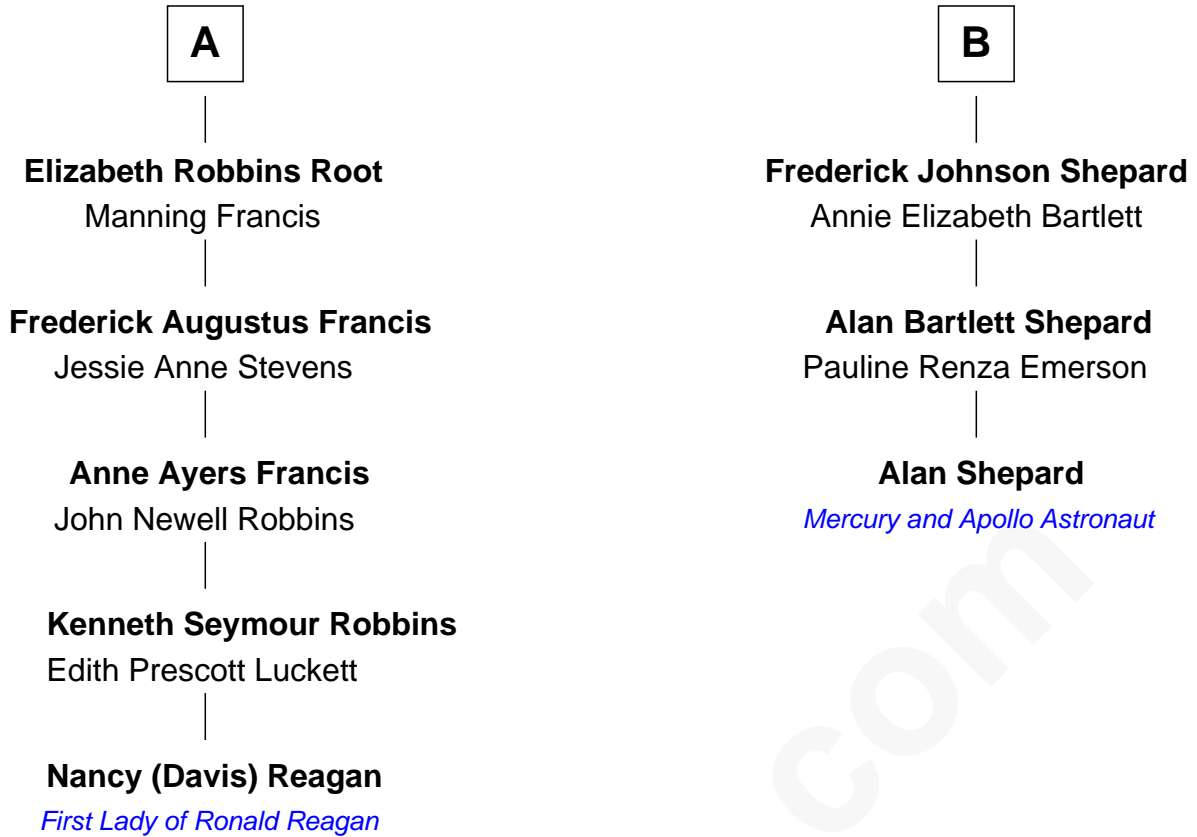 A
Elizabeth Robbins Root
Manning Francis
Frederick Augustus Francis
Jessie Anne Stevens
Anne Ayers Francis
John Newell Robbins
Kenneth Seymour Robbins
Edith Prescott Luckett
Nancy (Davis) Reagan
First Lady of Ronald Reagan
B
Frederick Johnson Shepard
Annie Elizabeth Bartlett
Alan Bartlett Shepard
Pauline Renza Emerson
Alan Shepard
Mercury and Apollo Astronaut
com